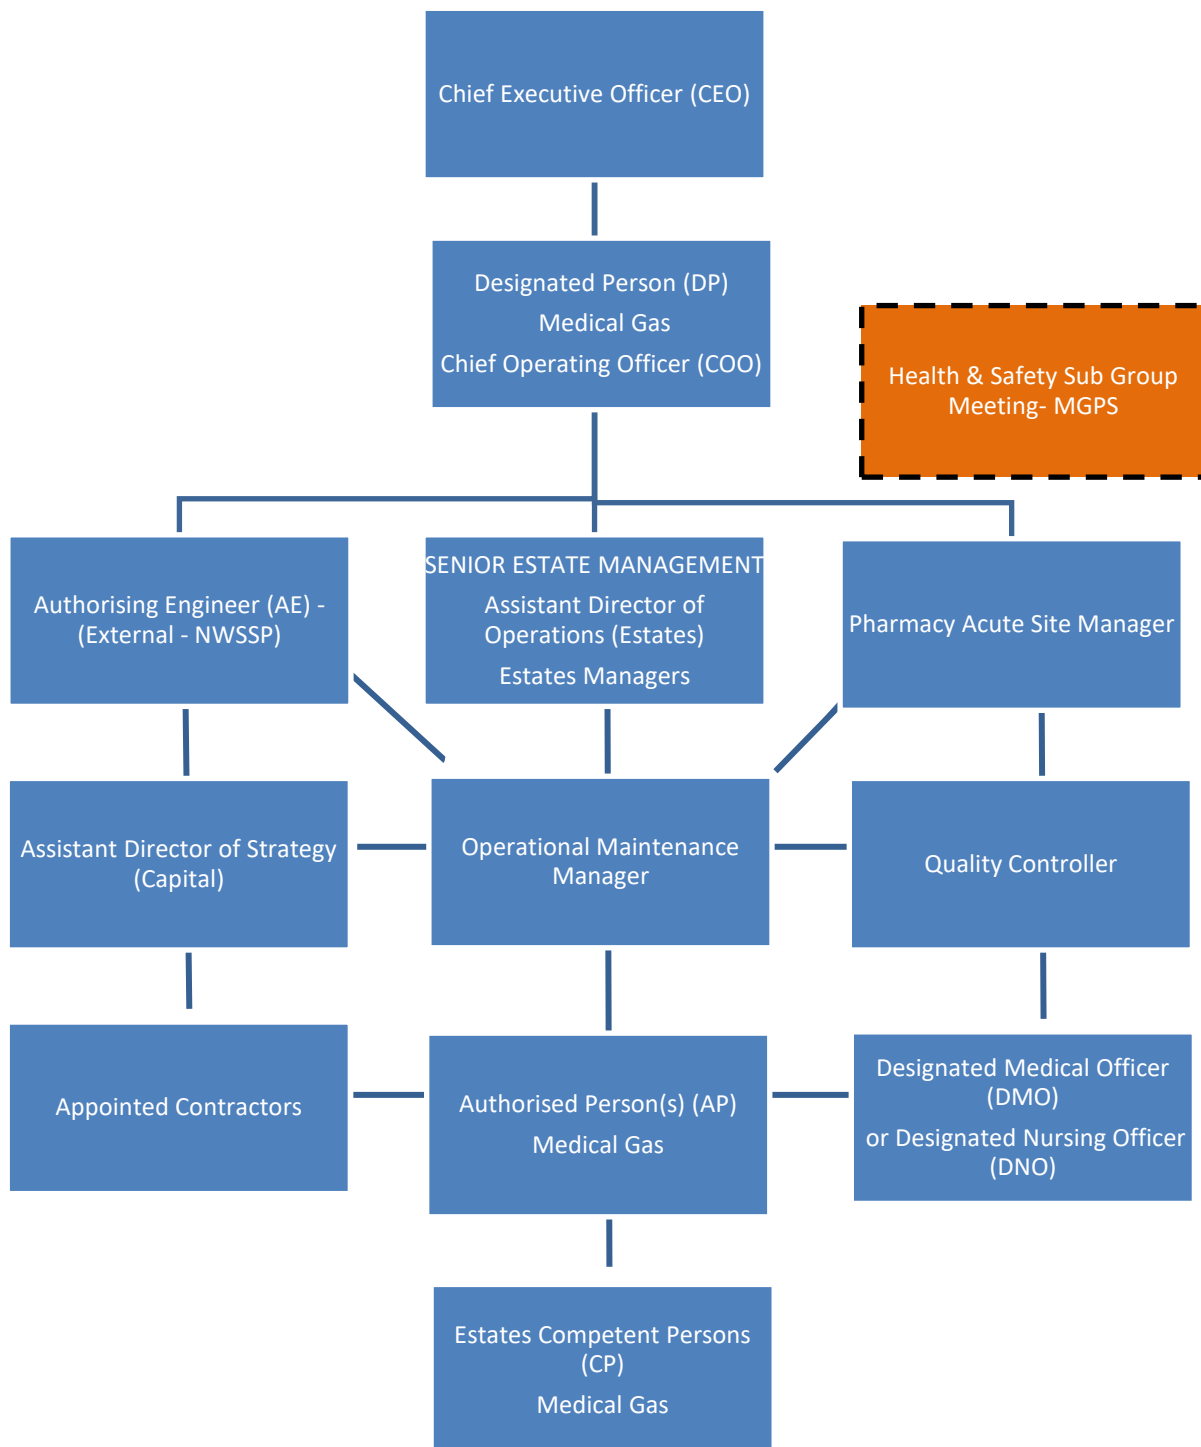 Chief Executive Officer (CEO)
Designated Person (DP)
Medical Gas
Chief Operating Officer (COO)
Health & Safety Sub Group
Meeting- MGPS
Authorising Engineer (AE) -
(External - NWSSP)
SENIOR ESTATE MANAGEMENT
Assistant Director of
Operations (Estates)
Estates Managers
Pharmacy Acute Site Manager
Assistant Director of Strategy
(Capital)
Operational Maintenance
Manager
Quality Controller
Appointed Contractors
Authorised Person(s) (AP)
Medical Gas
Designated Medical Officer
(DMO)
or Designated Nursing Officer
(DNO)
Estates Competent Persons
(CP)
Medical Gas